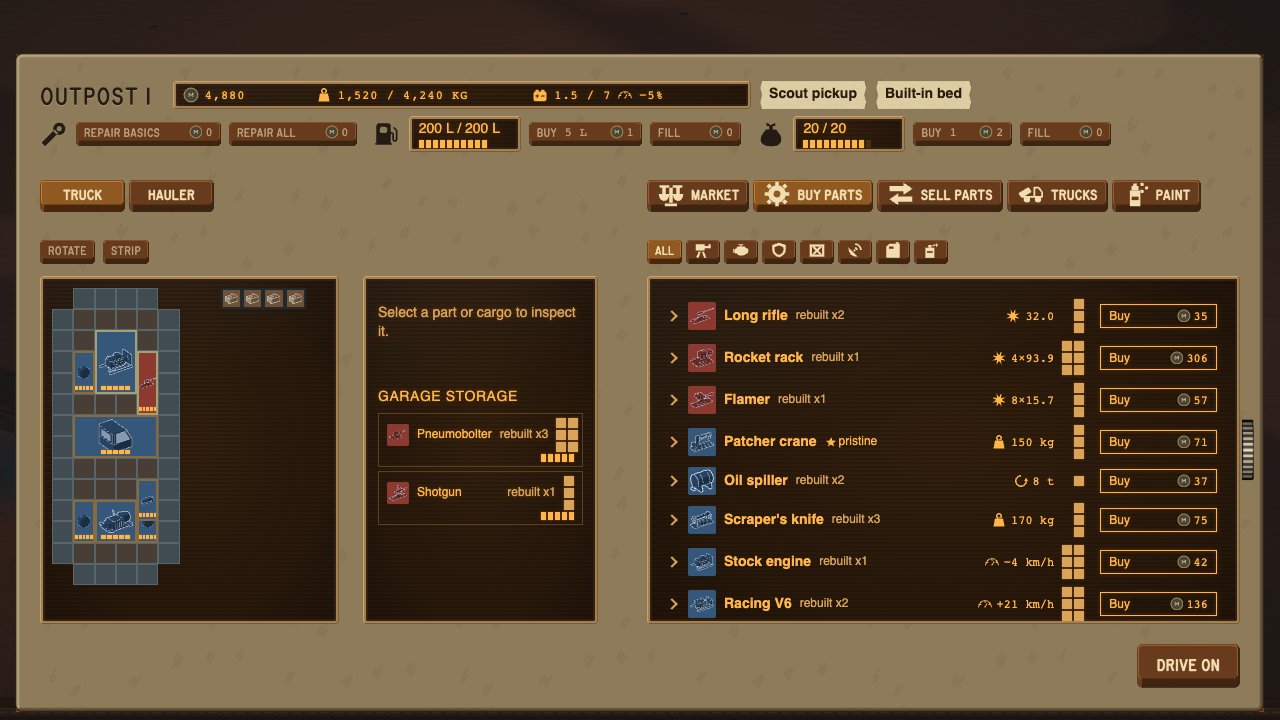 OUTPOST I
4,880
1,520 / 4,240 KG
1.5 / 7
-5%
Scout pickup
Built-in bed
REPAIR BASICS
M 0
REPAIR ALL
M 0
200 L / 200 L
BUY 5 L
M 1
FILL
M 0
20 / 20
BUY 1
M 2
FILL
M 0
TRUCK
HAULER
MARKET
BUY PARTS
SELL PARTS
TRUCKS
PAINT
ROTATE
STRIP
ALL
Select a part or cargo to inspect
it.
GARAGE STORAGE
Pneumobolter rebuilt x3
Shotgun rebuilt x1
Long rifle rebuilt x2 32.0 Buy M 35
Rocket rack rebuilt x1 4×93.9 Buy M 306
Flamer rebuilt x1 8×15.7 Buy M 57
Patcher crane ★pristine 150 kg Buy M 71
Oil spiller rebuilt x2 8 t Buy M 37
Scraper's knife rebuilt x3 170 kg Buy M 75
Stock engine rebuilt x1 -4 km/h Buy M 42
Racing V6 rebuilt x2 +21 km/h Buy M 136
DRIVE ON